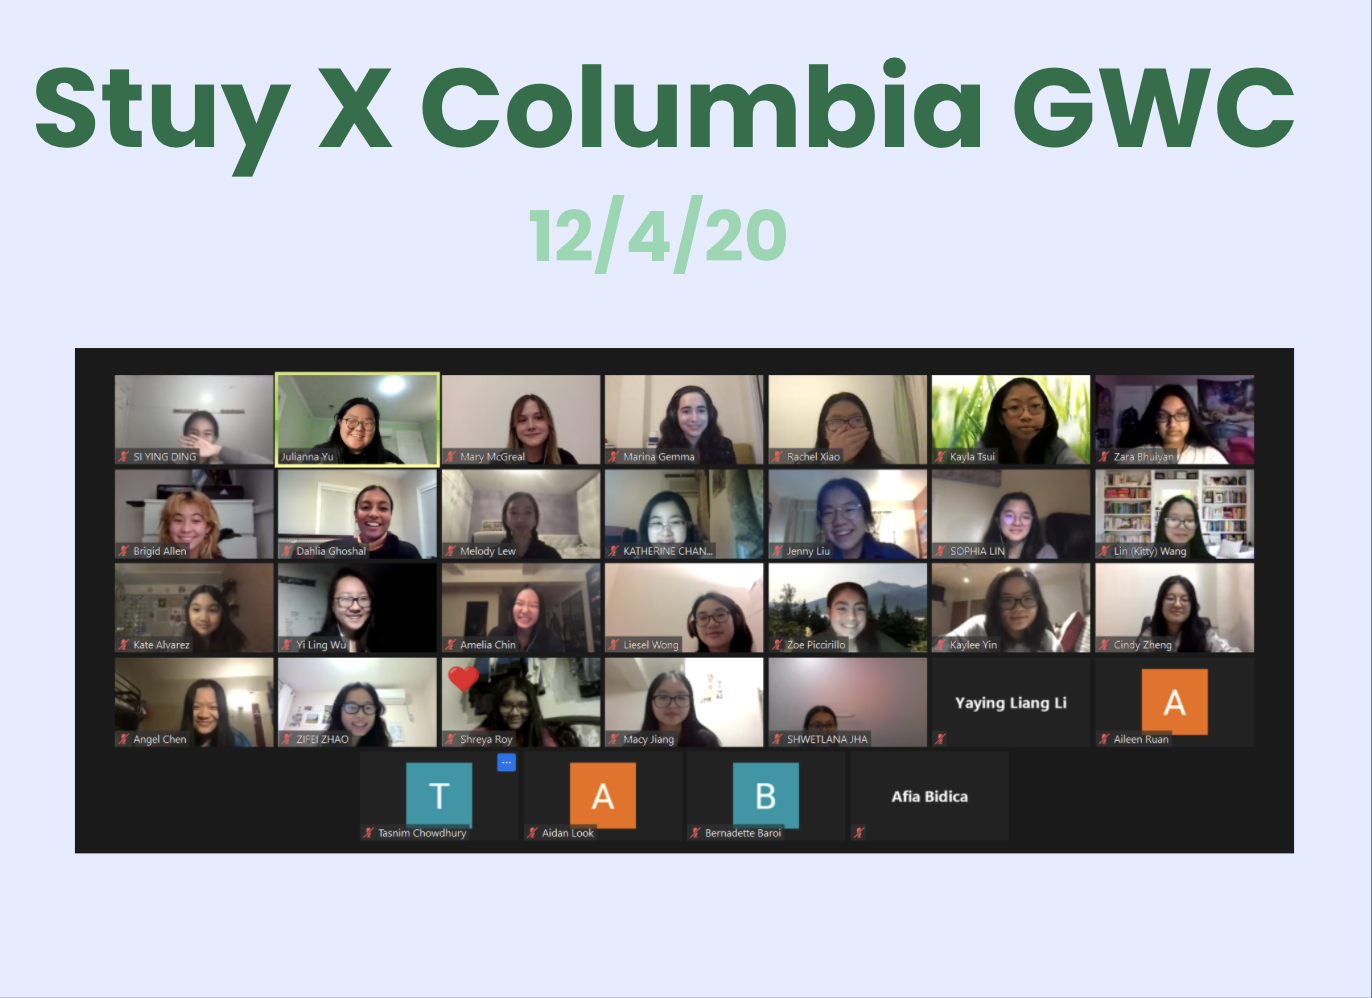 Stuy X Columbia GWC
12/4/20
SI YING DING
Julianna Yu
Mary McGreal
Marina Gemma
Rachel Xiao
Kayla Tsui
Zara Bhuiyan
Brigid Allen
Dahlia Ghoshal
Melody Lew
KATHERINE CHAN...
Jenny Liu
SOPHIA LIN
Lin (Kitty) Wang
Kate Alvarez
Yi Ling Wu
Amelia Chin
Liesel Wong
Zoe Piccirillo
Kaylee Yin
Cindy Zheng
Angel Chen
ZIFEI ZHAO
Shreya Roy
Macy Jiang
SHWETLANA JHA
Yaying Liang Li
A
Aileen Ruan
T
Tasnim Chowdhury
A
Aidan Look
B
Bernadette Baroi
Afia Bidica